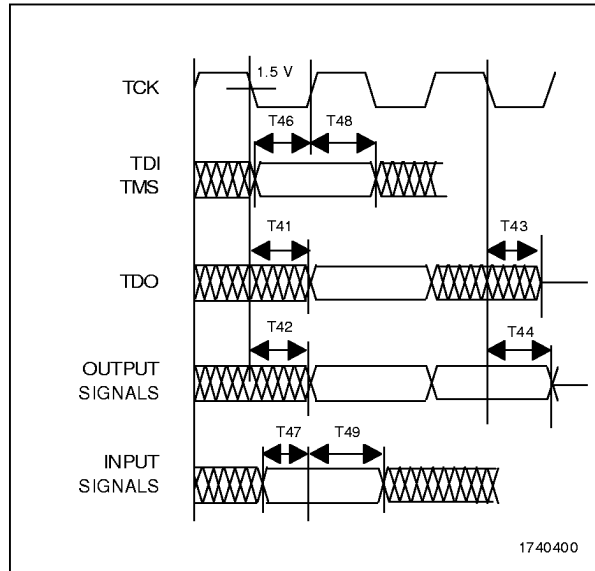 TCK
1.5 V
T46
T48
TDI
TMS
T41
T43
TDO
T42
T44
OUTPUT
SIGNALS
T47
T49
INPUT
SIGNALS
1740400